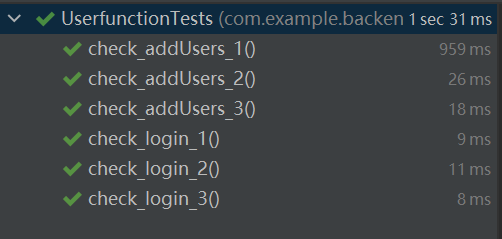 UserfunctionTests (com.example.backen 1 sec 31 ms
check_addUsers_1() 959 ms
check_addUsers_2() 26 ms
check_addUsers_3() 18 ms
check_login_1() 9 ms
check_login_2() 11 ms
check_login_3() 8 ms